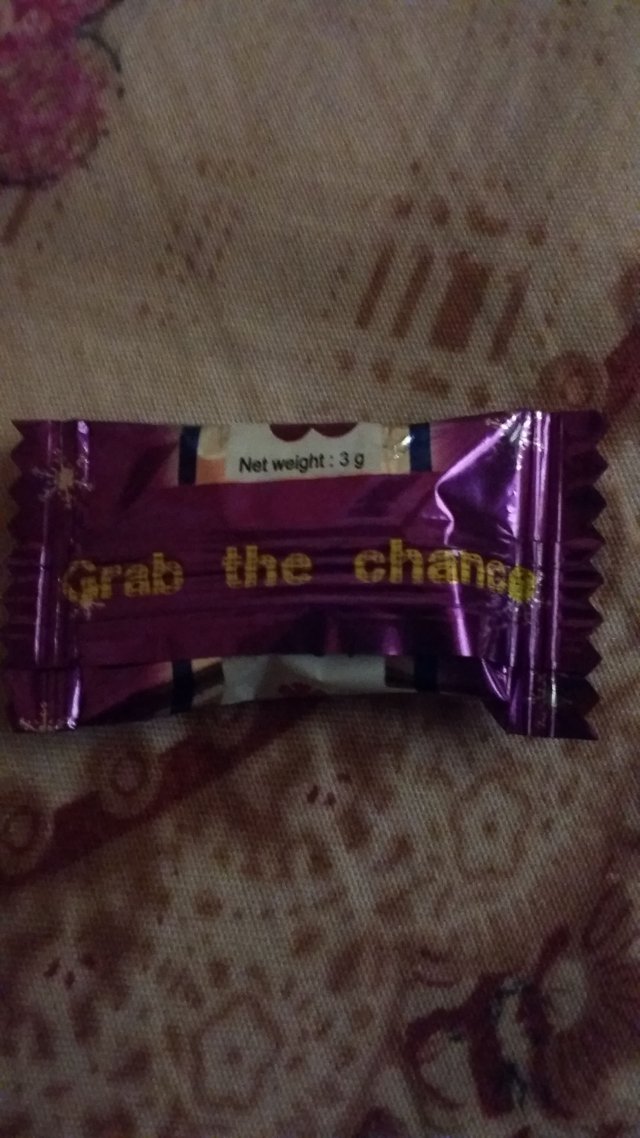 Net weight : 3 g
Grab the chance